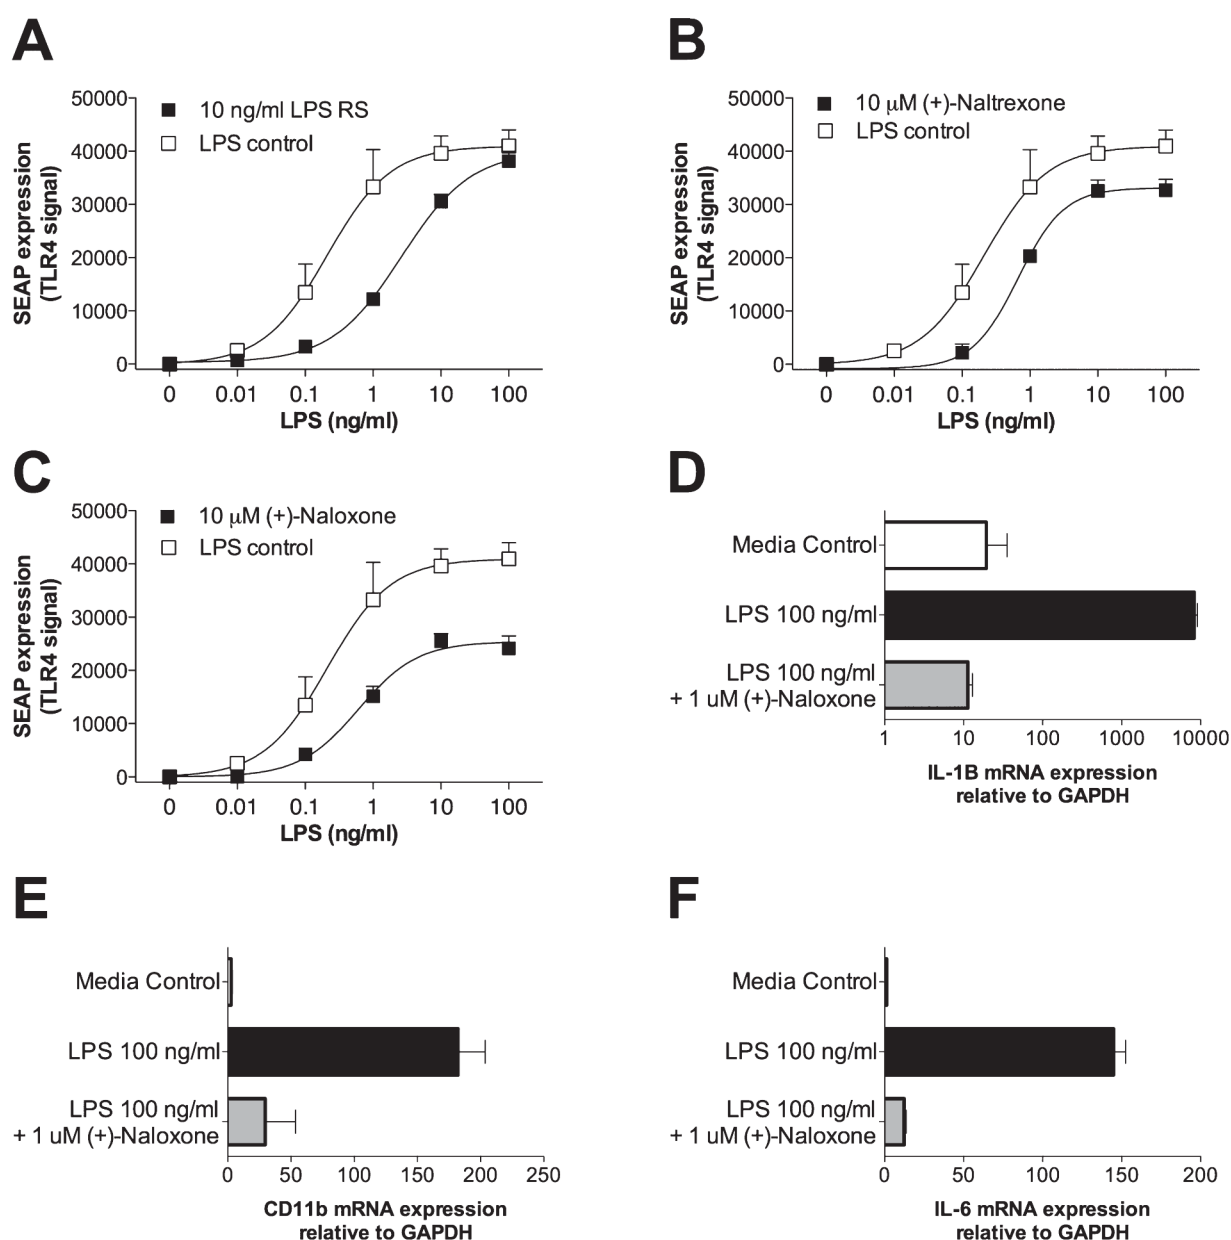 A
50000
40000
30000
20000
10000
0
SEAP expression
(TLR4 signal)
10 ng/ml LPS RS
LPS control
0 0.01 0.1 1 10 100
LPS (ng/ml)
B
50000
40000
30000
20000
10000
0
SEAP expression
(TLR4 signal)
10 μM (+)-Naltrexone
LPS control
0 0.01 0.1 1 10 100
LPS (ng/ml)
C
50000
40000
30000
20000
10000
0
SEAP expression
(TLR4 signal)
10 μM (+)-Naloxone
LPS control
0 0.01 0.1 1 10 100
LPS (ng/ml)
D
Media Control
LPS 100 ng/ml
LPS 100 ng/ml
+ 1 uM (+)-Naloxone
1 10 100 1000 10000
IL-1B mRNA expression
relative to GAPDH
E
Media Control
LPS 100 ng/ml
LPS 100 ng/ml
+ 1 uM (+)-Naloxone
0 50 100 150 200 250
CD11b mRNA expression
relative to GAPDH
F
Media Control
LPS 100 ng/ml
LPS 100 ng/ml
+ 1 uM (+)-Naloxone
0 50 100 150 200
IL-6 mRNA expression
relative to GAPDH